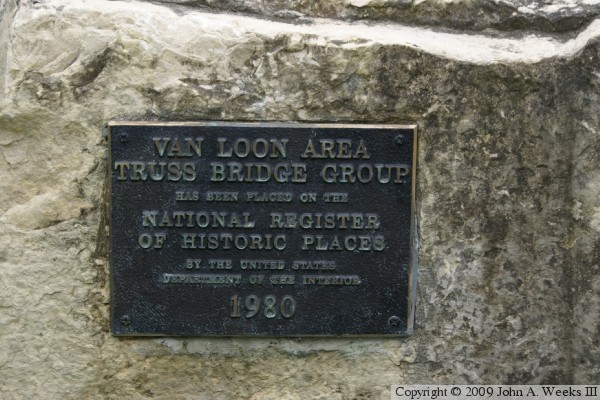 VAN LOON AREA
TRUSS BRIDGE GROUP
HAS BEEN PLACED ON THE
NATIONAL REGISTER
OF HISTORIC PLACES
BY THE UNITED STATES
DEPARTMENT OF THE INTERIOR
1980
Copyright © 2009 John A. Weeks III